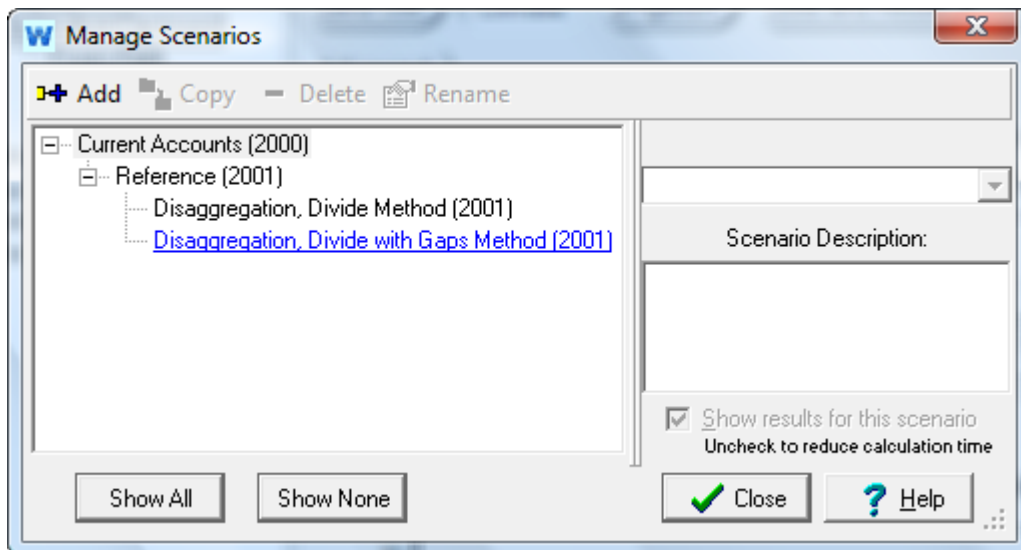 W Manage Scenarios
X
Add Copy Delete Rename
Current Accounts (2000)
Reference (2001)
Disaggregation, Divide Method (2001)
Disaggregation, Divide with Gaps Method (2001)
Scenario Description:
Show results for this scenario
Uncheck to reduce calculation time
Show All Show None Close ? Help